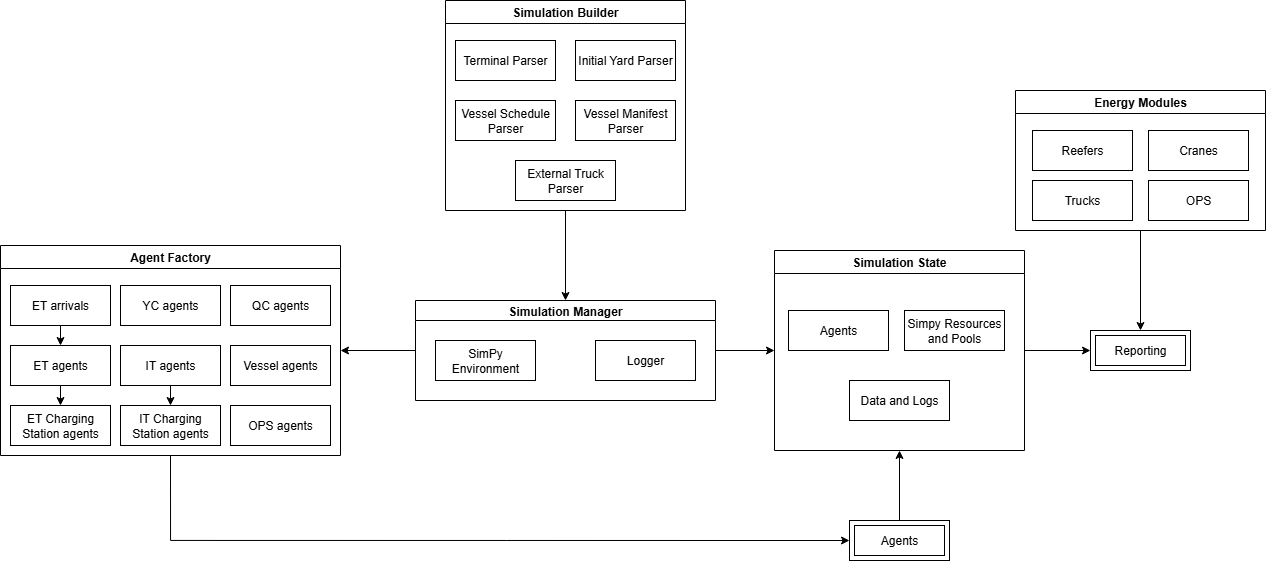 Simulation Builder
Terminal Parser
Initial Yard Parser
Vessel Schedule
Parser
Vessel Manifest
Parser
External Truck
Parser
Energy Modules
Reefers
Cranes
Trucks
OPS
Agent Factory
ET arrivals
YC agents
QC agents
ET agents
IT agents
Vessel agents
ET Charging
Station agents
IT Charging
Station agents
OPS agents
Simulation Manager
SimPy
Environment
Logger
Simulation State
Agents
Simpy Resources
and Pools
Data and Logs
Reporting
Agents